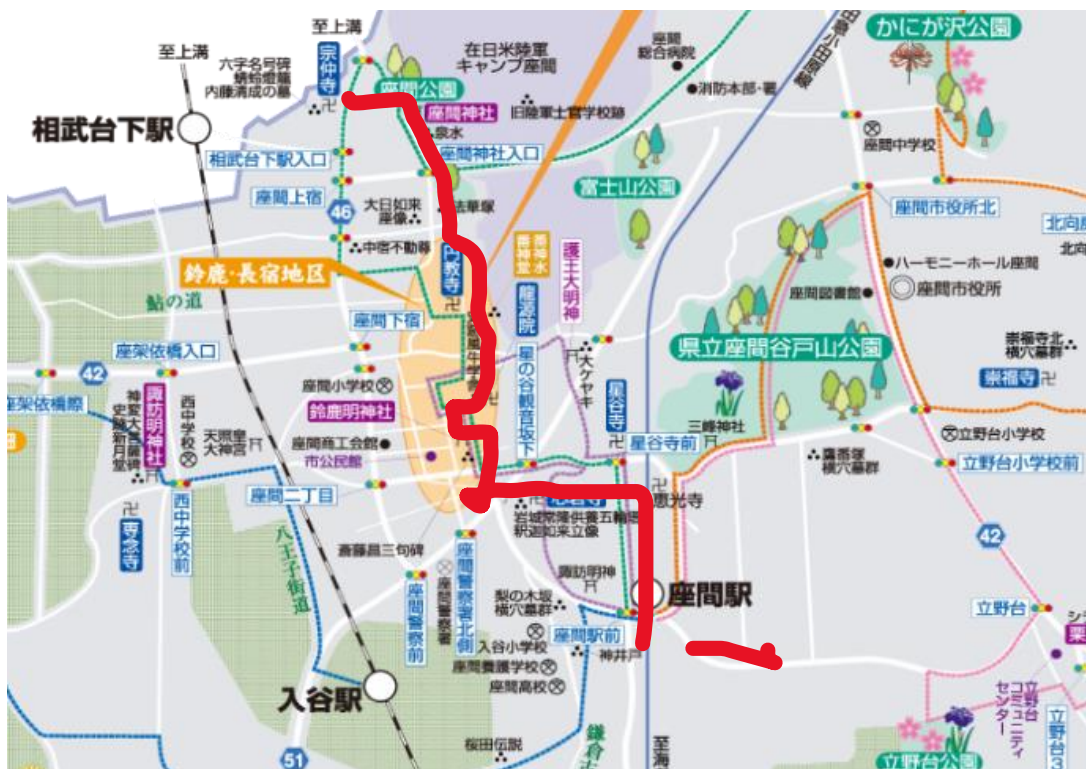 至上溝
至上溝
六字名号碑
蜻蛉燈籠
内藤清成の墓
宗仲寺
座間公園
在日米陸軍
キャンプ座間
座間
総合病院
消防本部・署
かにが沢公園
座間神社
旧陸軍士官学校跡
泉水
相武台下駅
相武台下駅入口
座間神社入口
座間中学校
座間上宿
46
大日如来
座像
法華塚
富士山公園
座間市役所北
中宿不動尊
円教寺
龍源院
護王大明神
ハーモニーホール座間
座間市役所
座間図書館
鈴鹿・長宿地区
鮎の道
座間下宿
座架依橋入口
42
座間小学校
鈴鹿明神社
星の谷観音坂下
大ケヤキ
星谷寺
県立座間谷戸山公園
崇福寺北
横穴墓群
崇福寺
座架依橋際
諏訪明神社
西中学校
天照皇
大神宮
座間商工会館
市公民館
星谷寺前
三峰神社
鷹番塚
横穴墓群
立野台小学校
立野台小学校前
座間二丁目
専念寺
西中学校前
恵光寺
42
八王子街道
斎藤昌三句碑
座間警察署北側
座間警察署
座間警察前
諏訪明神
座間駅
梨の木坂
横穴墓群
座間駅前
立野台
入谷小学校
神井戸
座間養護学校
座間高校
立野台
コミュニティ
センター
入谷駅
桜田伝説
51
立野台公園